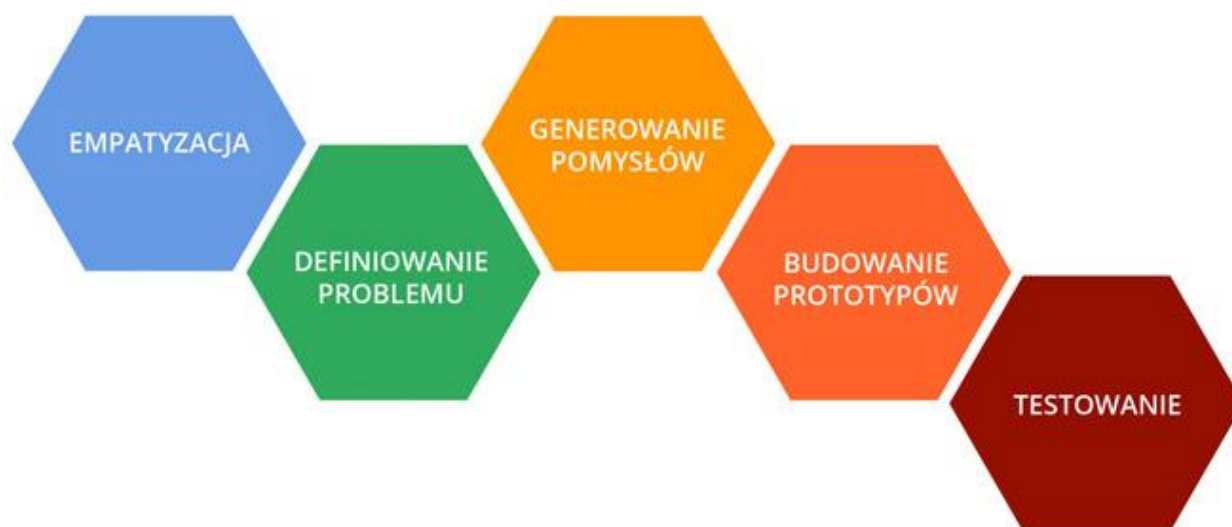 EMPATYZACJA
DEFINIOWANIE
PROBLEMU
GENEROWANIE
POMYSŁÓW
BUDOWANIE
PROTOTYPÓW
TESTOWANIE